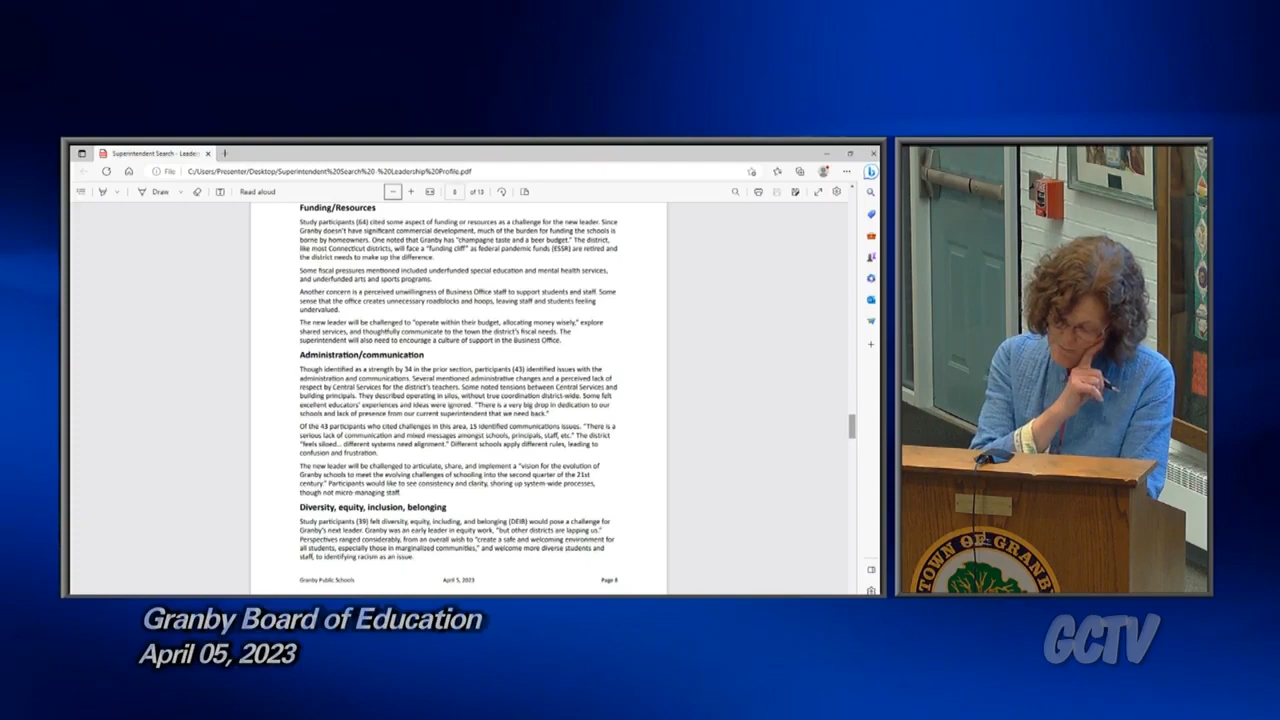 Superintendent Search - Leade
File
C:/Users/Presenter/Desktop/Superintendent%20Search%20-%20Leadership%20Profile.pdf
Draw
Read aloud
8
of 13
Funding/Resources
Study participants (64) cited some aspect of funding or resources as a challenge for the new leader. Since
Granby doesn't have significant commercial development, much of the burden for funding the schools is
borne by homeowners. One noted that Granby has "champagne taste and a beer budget." The district,
like most Connecticut districts, will face a "funding cliff" as federal pandemic funds (ESSR) are retired and
the district needs to make up the difference.
Some fiscal pressures mentioned included underfunded special education and mental health services,
and underfunded arts and sports programs.
Another concern is a perceived unwillingness of Business Office staff to support students and staff. Some
sense that the office creates unnecessary roadblocks and hoops, leaving staff and students feeling
undervalued.
The new leader will be challenged to "operate within their budget, allocating money wisely," explore
shared services, and thoughtfully communicate to the town the district's fiscal needs. The
superintendent will also need to encourage a culture of support in the Business Office.
Administration/communication
Though identified as a strength by 34 in the prior section, participants (43) identified issues with the
administration and communications. Several mentioned administrative changes and a perceived lack of
respect by Central Services for the district's teachers. Some noted tensions between Central Services and
building principals. They described operating in silos, without true coordination district-wide. Some felt
excellent educators' experiences and ideas were ignored. "There is a very big drop in dedication to our
schools and lack of presence from our current superintendent that we need back."
Of the 43 participants who cited challenges in this area, 15 identified communications issues. "There is a
serious lack of communication and mixed messages amongst schools, principals, staff, etc." The district
"feels siloed... different systems need alignment." Different schools apply different rules, leading to
confusion and frustration.
The new leader will be challenged to articulate, share, and implement a "vision for the evolution of
Granby schools to meet the evolving challenges of schooling into the second quarter of the 21st
century." Participants would like to see consistency and clarity, shoring up system-wide processes,
though not micro-managing staff.
Diversity, equity, inclusion, belonging
Study participants (39) felt diversity, equity, including, and belonging (DEIB) would pose a challenge for
Granby's next leader. Granby was an early leader in equity work, "but other districts are lapping us."
Perspectives ranged considerably, from an overall wish to "create a safe and welcoming environment for
all students, especially those in marginalized communities," and welcome more diverse students and
staff, to identifying racism as an issue.
Granby Public Schools
April 5, 2023
Page 8
TOWN OF GRANB
Granby Board of Education
April 05, 2023
GCTV